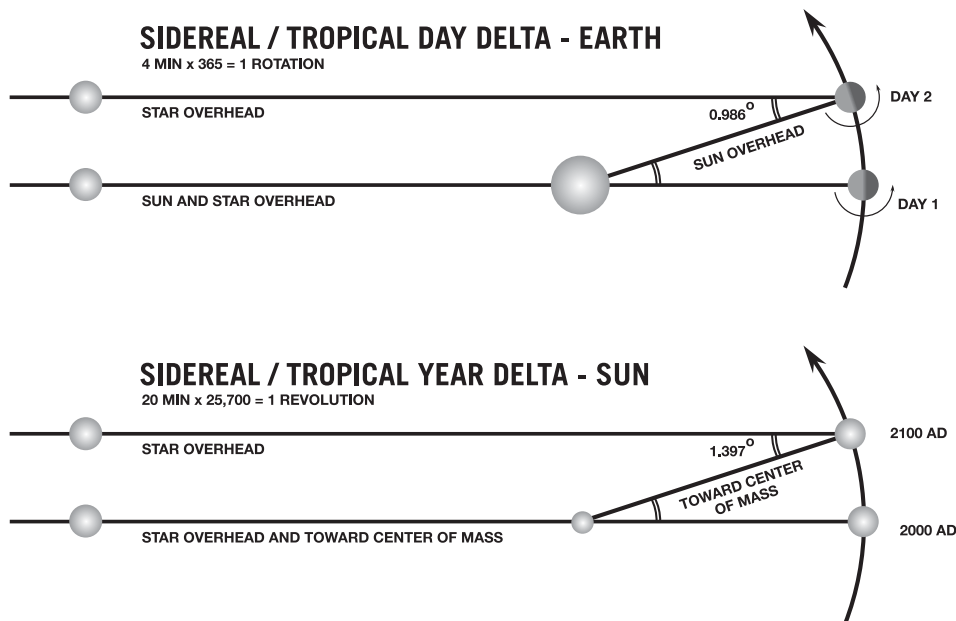 SIDEREAL / TROPICAL DAY DELTA - EARTH
4 MIN x 365 = 1 ROTATION
STAR OVERHEAD
0.986°
DAY 2
SUN OVERHEAD
SUN AND STAR OVERHEAD
DAY 1
SIDEREAL / TROPICAL YEAR DELTA - SUN
20 MIN x 25,700 = 1 REVOLUTION
STAR OVERHEAD
1.397°
2100 AD
TOWARD CENTER
OF MASS
STAR OVERHEAD AND TOWARD CENTER OF MASS
2000 AD